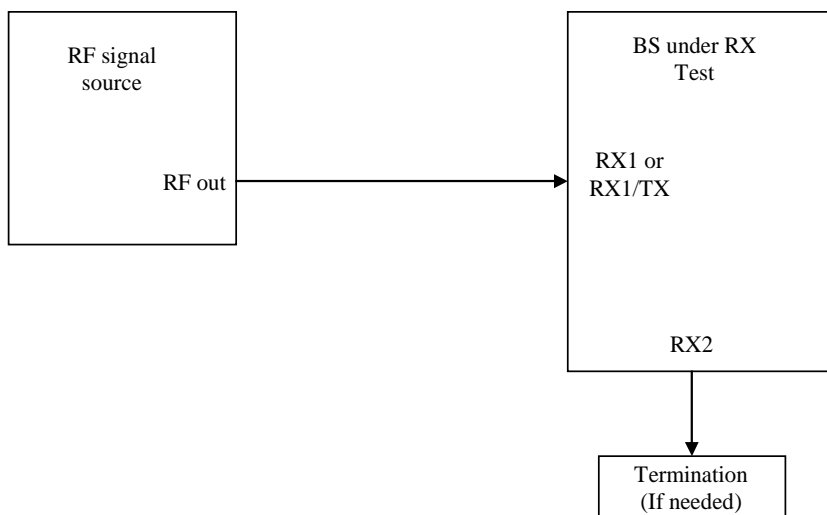 RF signal
source
RF out
BS under RX
Test
RX1 or
RX1/TX
RX2
Termination
(If needed)